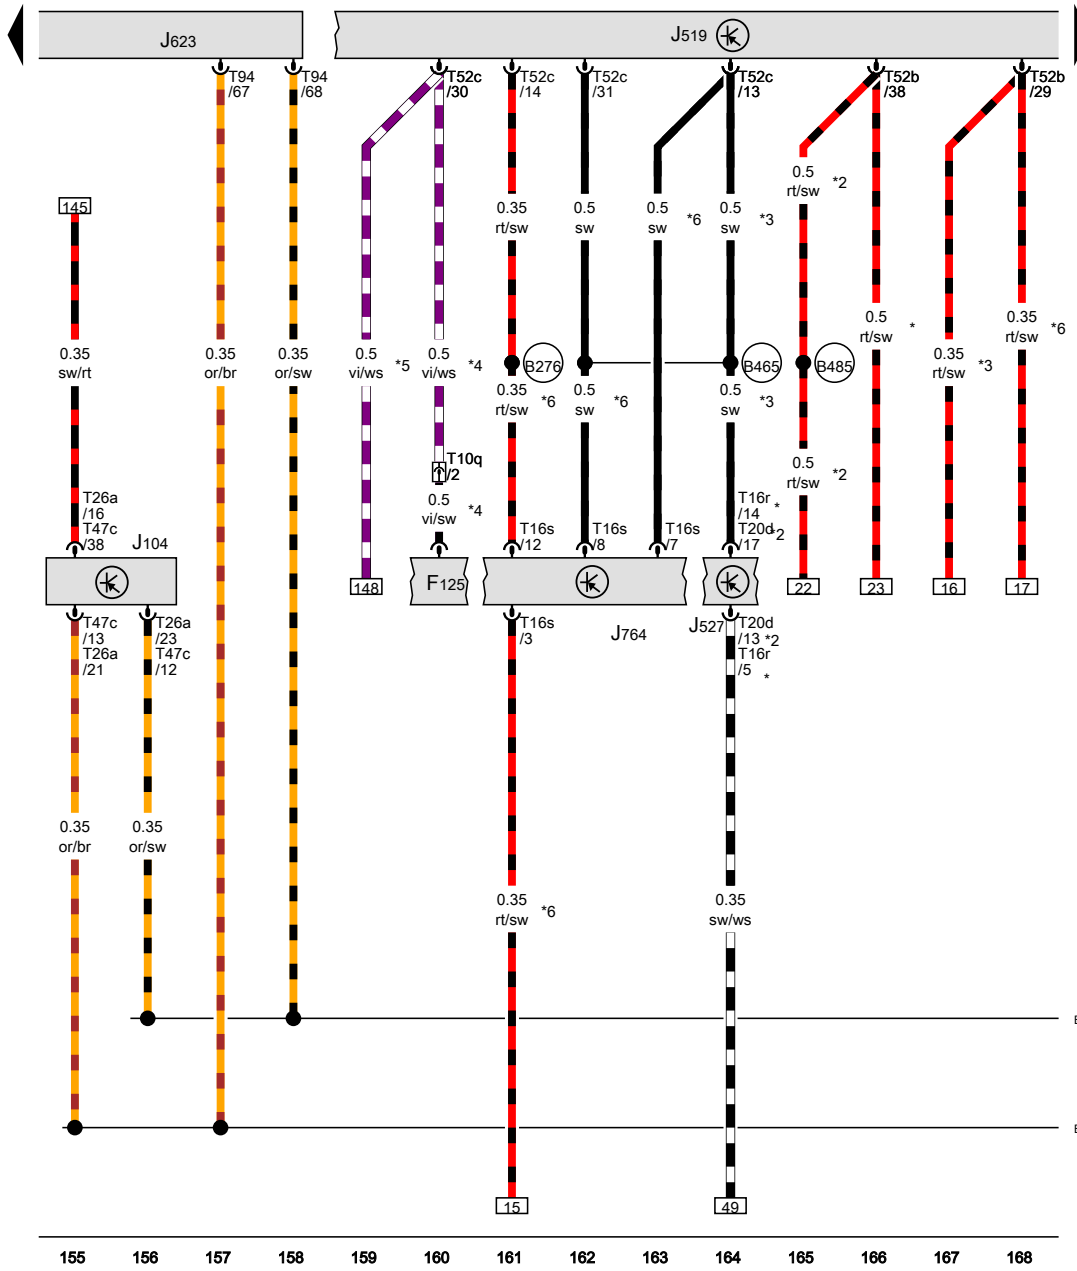 J623
J519
T94
/67
T94
/68
T52c
/30
T52c
/14
T52c
/31
T52c
/13
T52b
/38
T52b
/29
145
0.5
rt/sw
*2
0.35
rt/sw
0.5
sw
0.5
sw
*6
0.5
sw
*3
0.5
rt/sw
*
0.35
rt/sw
*6
0.35
sw/rt
0.35
or/br
0.35
or/sw
0.5
vi/ws
*5
0.5
vi/ws
*4
B276
B465
B485
0.35
rt/sw
*3
0.35
rt/sw
*6
0.5
sw
*6
0.5
sw
*3
T10q
/2
0.5
rt/sw
*2
0.5
vi/sw
*4
T26a
/16
T47c
/38
J104
T16s
/12
T16s
/8
T16s
/7
T16r
/14
*
T20d
/17
*2
148
F125
22
23
16
17
T47c
/13
T26a
/21
T26a
/23
T47c
/12
T16s
/3
J764
J527
T20d
/13
*2
T16r
/5
*
0.35
or/br
0.35
or/sw
0.35
rt/sw
*6
0.35
sw/ws
15
49
155 156 157 158 159 160 161 162 163 164 165 166 167 168